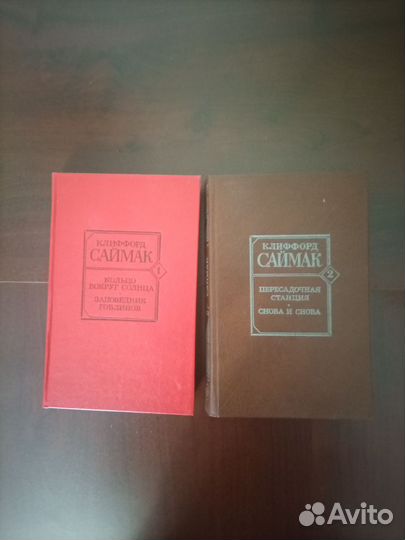 КЛИФФОРД
САЙМАК
1
КОЛЬЦО
ВОКРУГ СОЛНЦА
ЗАПОВЕДНИК
ГОБЛИНОВ
КЛИФФОРД
САЙМАК
2
ПЕРЕСАДОЧНАЯ
СТАНЦИЯ
СНОВА И СНОВА
Avito